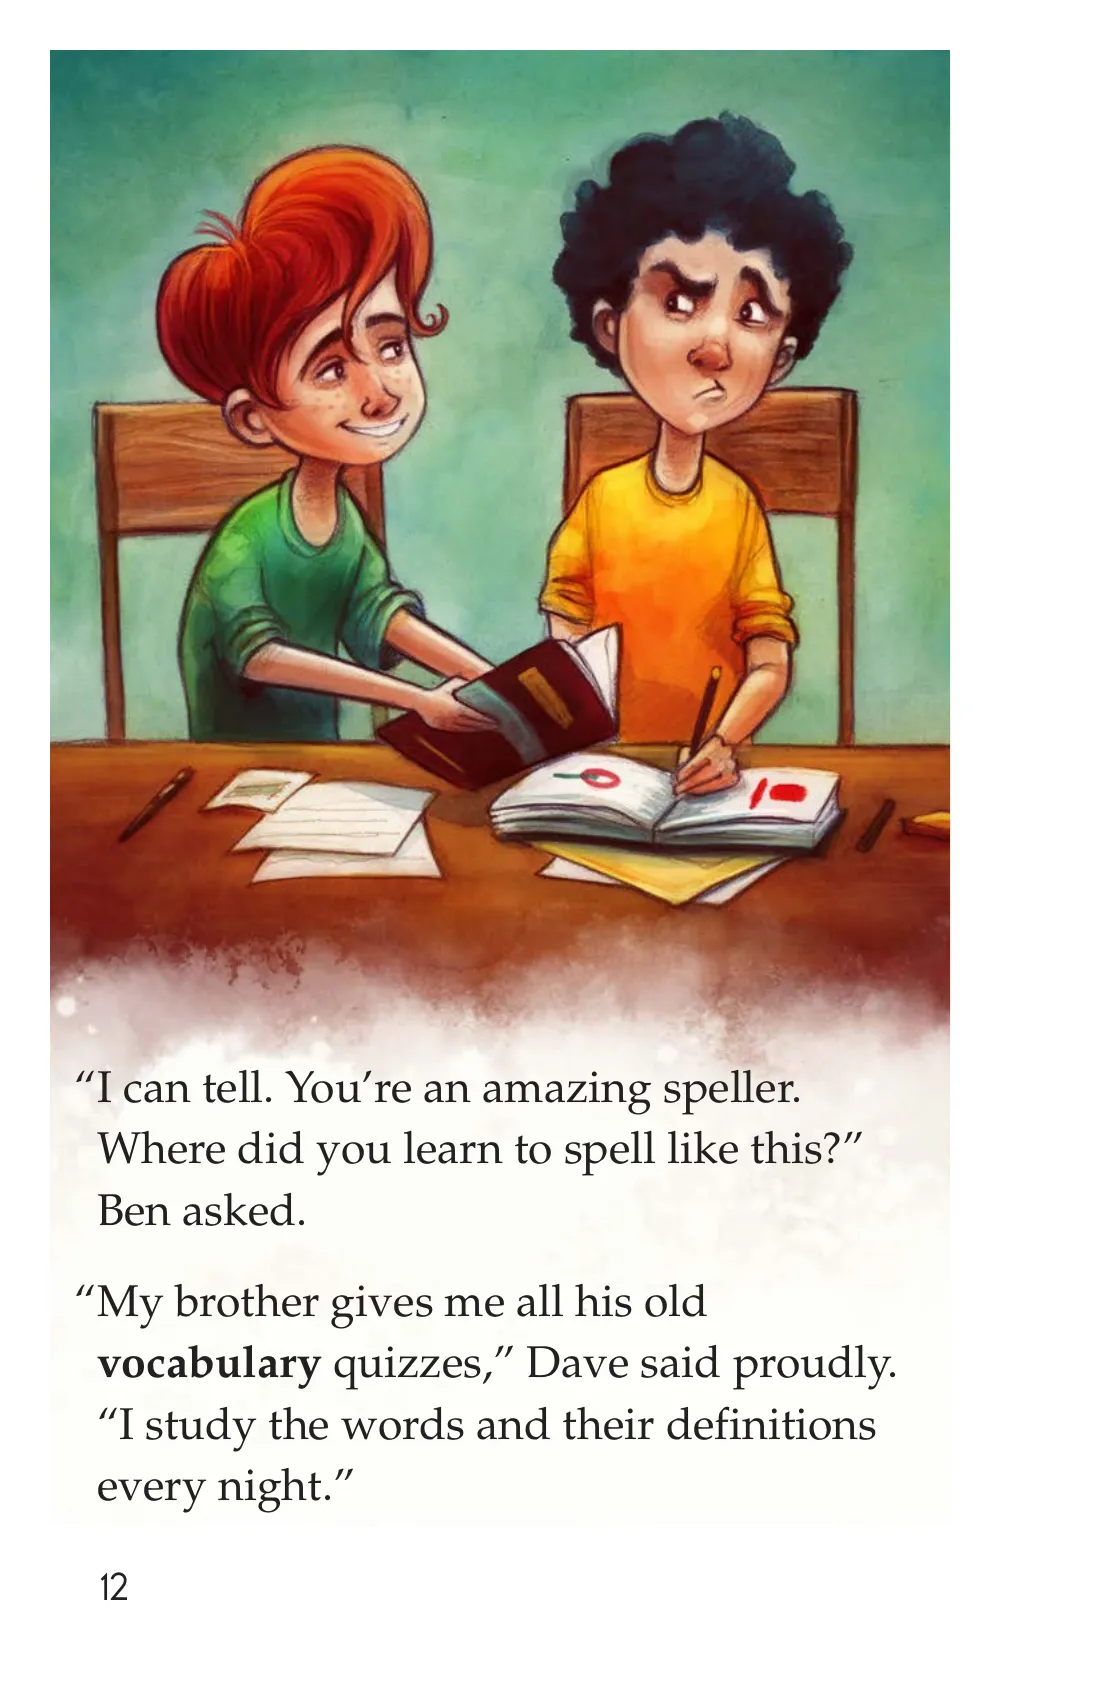 “I can tell. You’re an amazing speller.
Where did you learn to spell like this?”
Ben asked.
“My brother gives me all his old
vocabulary quizzes,” Dave said proudly.
“I study the words and their definitions
every night.”
12